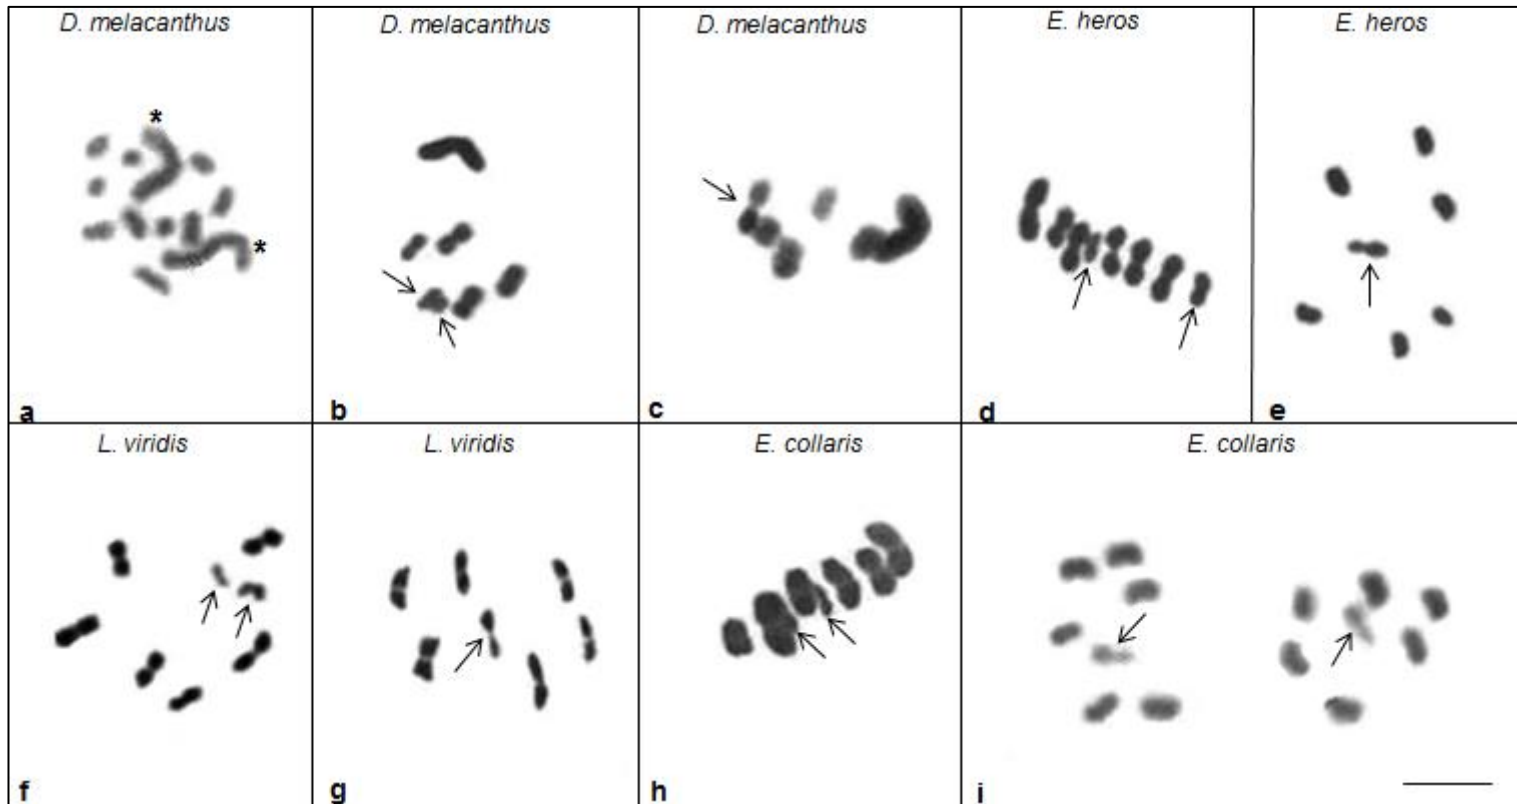 D. melacanthus
D. melacanthus
D. melacanthus
E. heros
E. heros
*
*
a
b
c
d
e
L. viridis
L. viridis
E. collaris
E. collaris
f
g
h
i